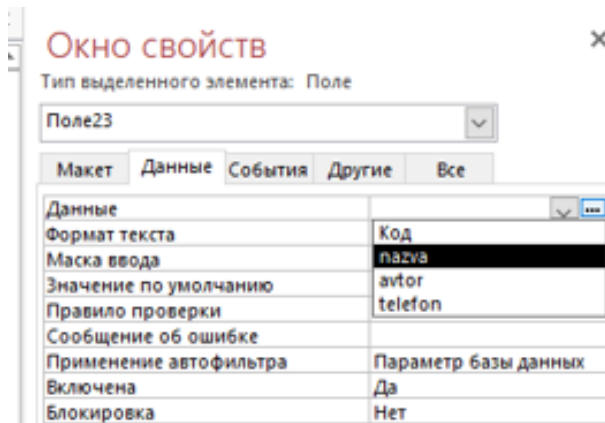 Окно свойств
Тип выделенного элемента: Поле
Поле23
Макет Данные События Другие Все
Данные
Формат текста Код
Маска ввода nazva
Значение по умолчанию avtor
Правило проверки telefon
Сообщение об ошибке
Применение автофильтра Параметр базы данных
Включена Да
Блокировка Нет